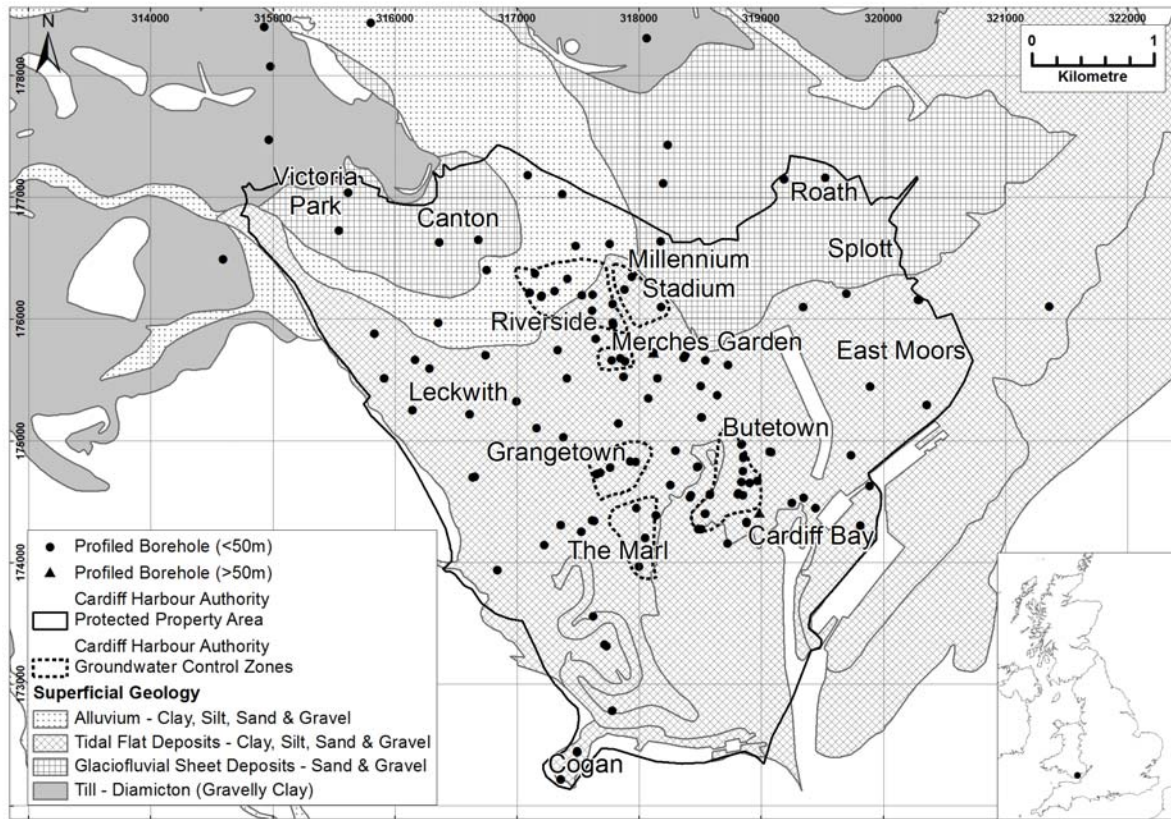 314000 315000 316000 317000 318000 319000 320000 321000 322000
N
0 1
Kilometre
178000
177000
176000
175000
174000
173000
Victoria
Park
Canton
Roath
Splott
Millennium
Stadium
Riverside
Merches Garden
East Moors
Leckwith
Butetown
Grangetown
Cardiff Bay
The Marl
Cogan
Profiled Borehole (<50m)
Profiled Borehole (>50m)
Cardiff Harbour Authority
Protected Property Area
Cardiff Harbour Authority
Groundwater Control Zones
Superficial Geology
Alluvium - Clay, Silt, Sand & Gravel
Tidal Flat Deposits - Clay, Silt, Sand & Gravel
Glaciofluvial Sheet Deposits - Sand & Gravel
Till - Diamicton (Gravelly Clay)